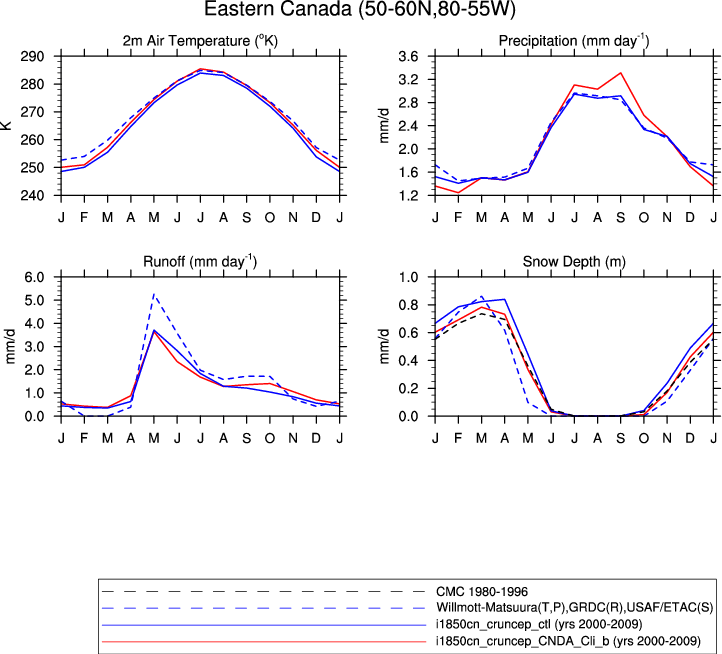 Eastern Canada (50-60N,80-55W)
2m Air Temperature (°K)
Precipitation (mm day-1)
290
280
270
260
250
240
K
J F M A M J J A S O N D J
3.6
3.2
2.8
2.4
2.0
1.6
1.2
mm/d
J F M A M J J A S O N D J
Runoff (mm day-1)
Snow Depth (m)
6.0
5.0
4.0
3.0
2.0
1.0
0.0
mm/d
J F M A M J J A S O N D J
1.0
0.8
0.6
0.4
0.2
0.0
mm/d
J F M A M J J A S O N D J
CMC 1980-1996
Willmott-Matsuura(T,P),GRDC(R),USAF/ETAC(S)
i1850cn_cruncep_ctl (yrs 2000-2009)
i1850cn_cruncep_CNDA_Cli_b (yrs 2000-2009)